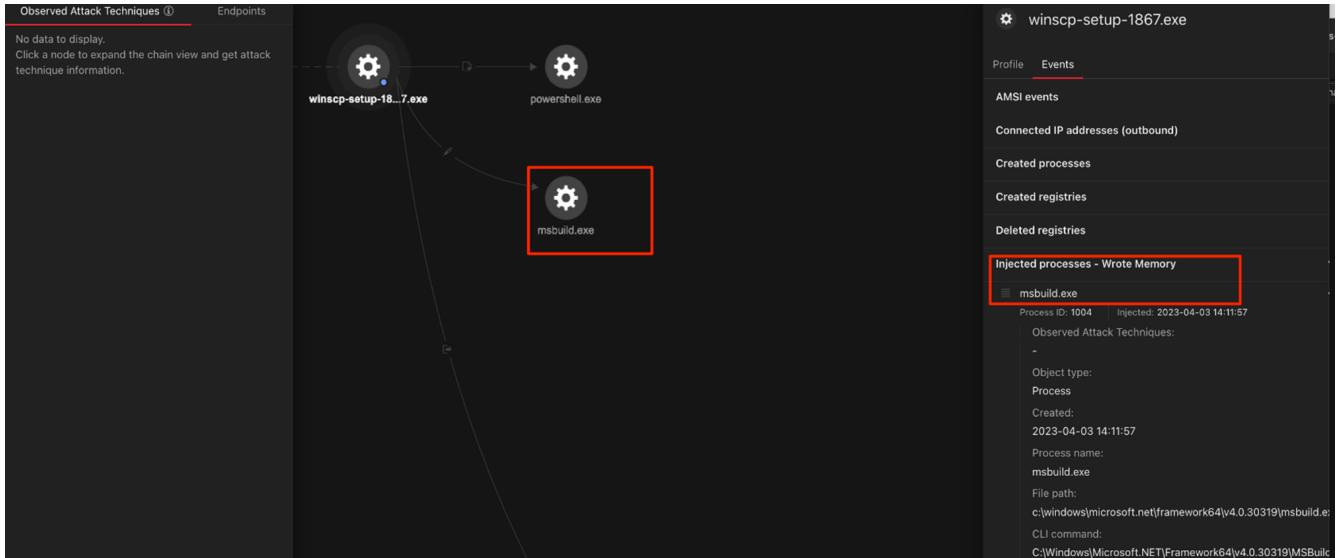 Observed Attack Techniques
Endpoints
No data to display.
Click a node to expand the chain view and get attack
technique information.
winscp-setup-18...7.exe
powershell.exe
msbuild.exe
winscp-setup-1867.exe
Profile Events
AMSI events
Connected IP addresses (outbound)
Created processes
Created registries
Deleted registries
Injected processes - Wrote Memory
msbuild.exe
Process ID: 1004 Injected: 2023-04-03 14:11:57
Observed Attack Techniques:
-
Object type:
Process
Created:
2023-04-03 14:11:57
Process name:
msbuild.exe
File path:
c:\windows\microsoft.net\framework64\v4.0.30319\msbuild.e
CLI command:
C:\Windows\Microsoft.NET\Framework64\v4.0.30319\MSBuild